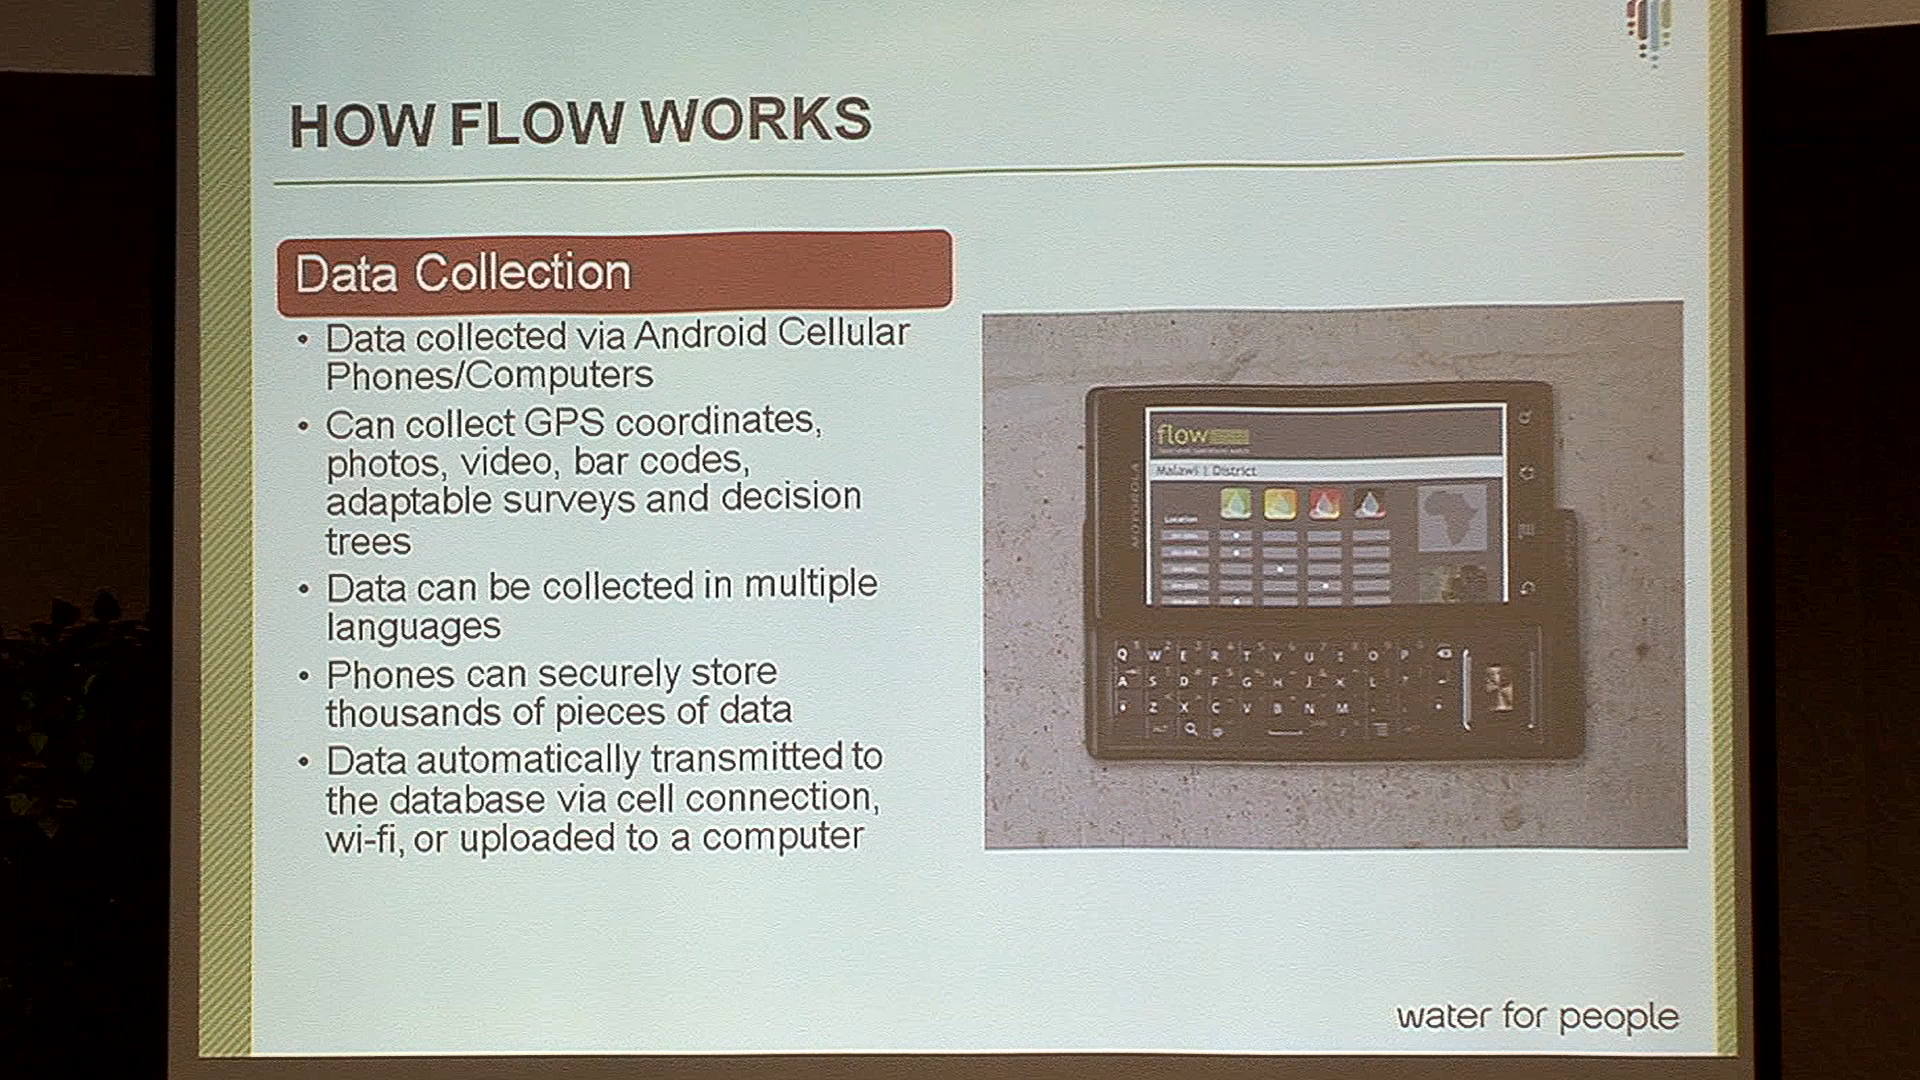 HOW FLOW WORKS
Data Collection
• Data collected via Android Cellular
Phones/Computers
• Can collect GPS coordinates,
photos, video, bar codes,
adaptable surveys and decision
trees
• Data can be collected in multiple
languages
• Phones can securely store
thousands of pieces of data
• Data automatically transmitted to
the database via cell connection,
wi-fi, or uploaded to a computer
MOTOROLA
flow
Malawi | District
Location
Q W E R T Y U I O P
A S D F G H J K L
Z X C V B N M
water for people